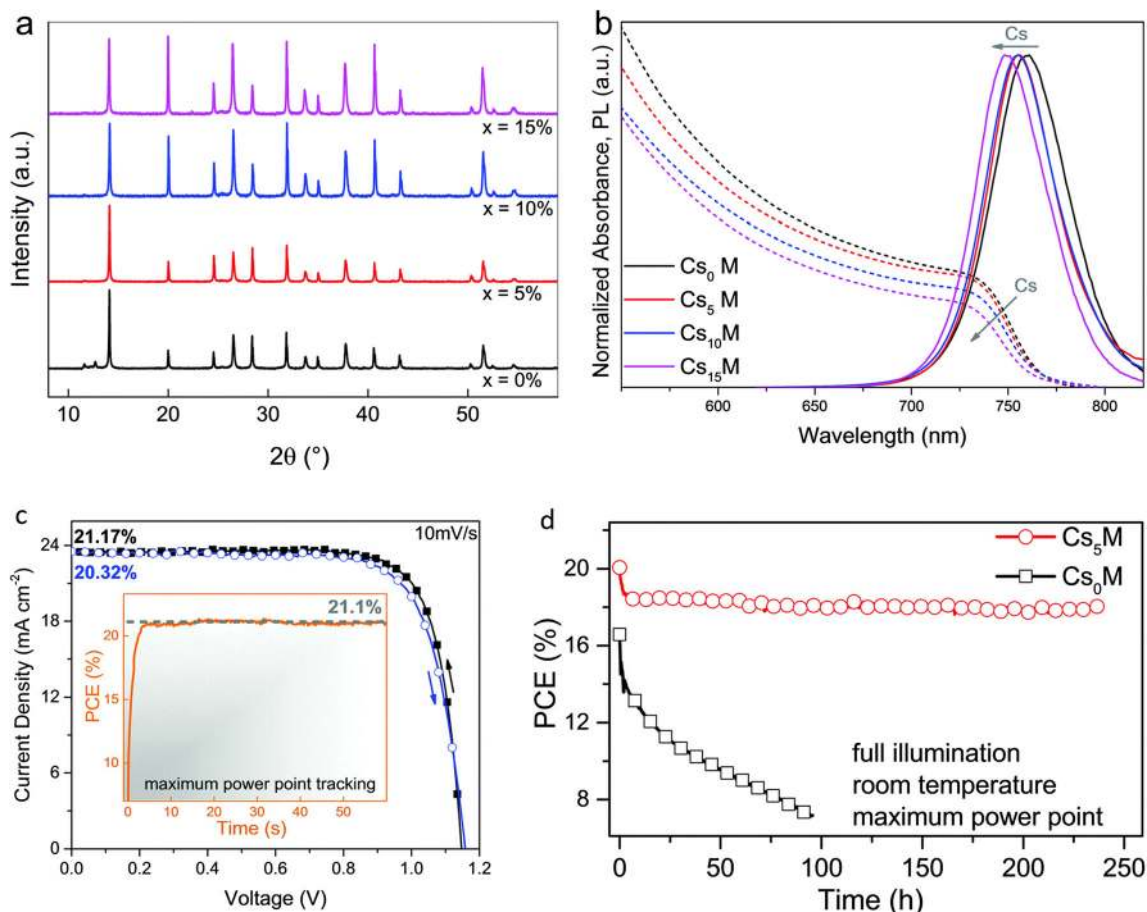 a
Intensity (a.u.)
x = 15%
x = 10%
x = 5%
x = 0%
10 20 30 40 50
2θ (°)
b
Normalized Absorbance, PL (a.u.)
Cs
Cs₀ M
Cs₅ M
Cs₁₀M
Cs₁₅M
Cs
600 650 700 750 800
Wavelength (nm)
c
Current Density (mA cm⁻²)
24
18
12
6
0
21.17%
20.32%
10mV/s
21.1%
PCE (%)
20
15
10
maximum power point tracking
0 10 20 30 40 50
Time (s)
0.0 0.2 0.4 0.6 0.8 1.0 1.2
Voltage (V)
d
PCE (%)
20
16
12
8
Cs₅M
Cs₀M
full illumination
room temperature
maximum power point
0 50 100 150 200 250
Time (h)